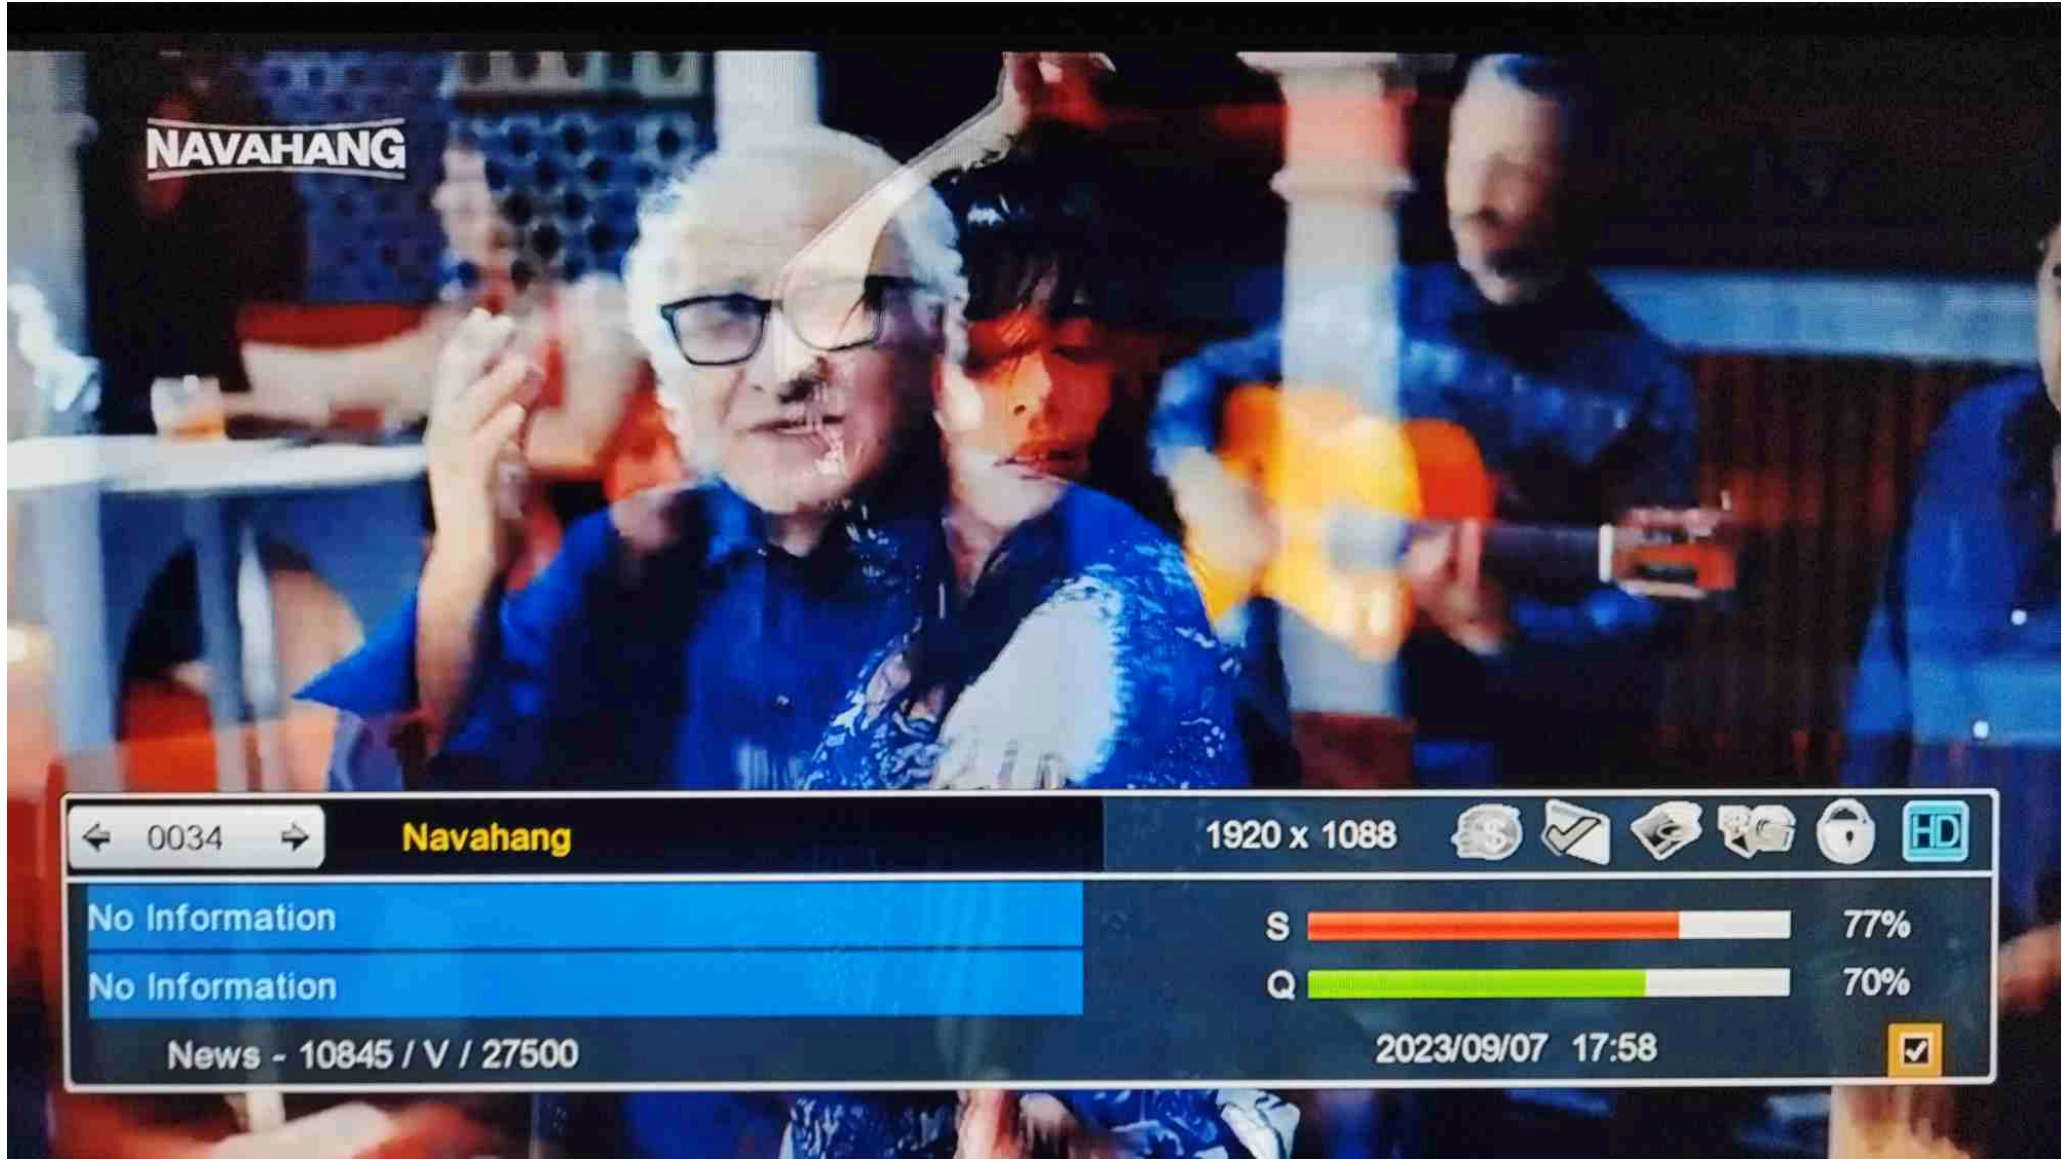 NAVAHANG
0034
Navahang
1920 x 1088
HD
No Information
S
77%
No Information
Q
70%
News - 10845 / V / 27500
2023/09/07 17:58